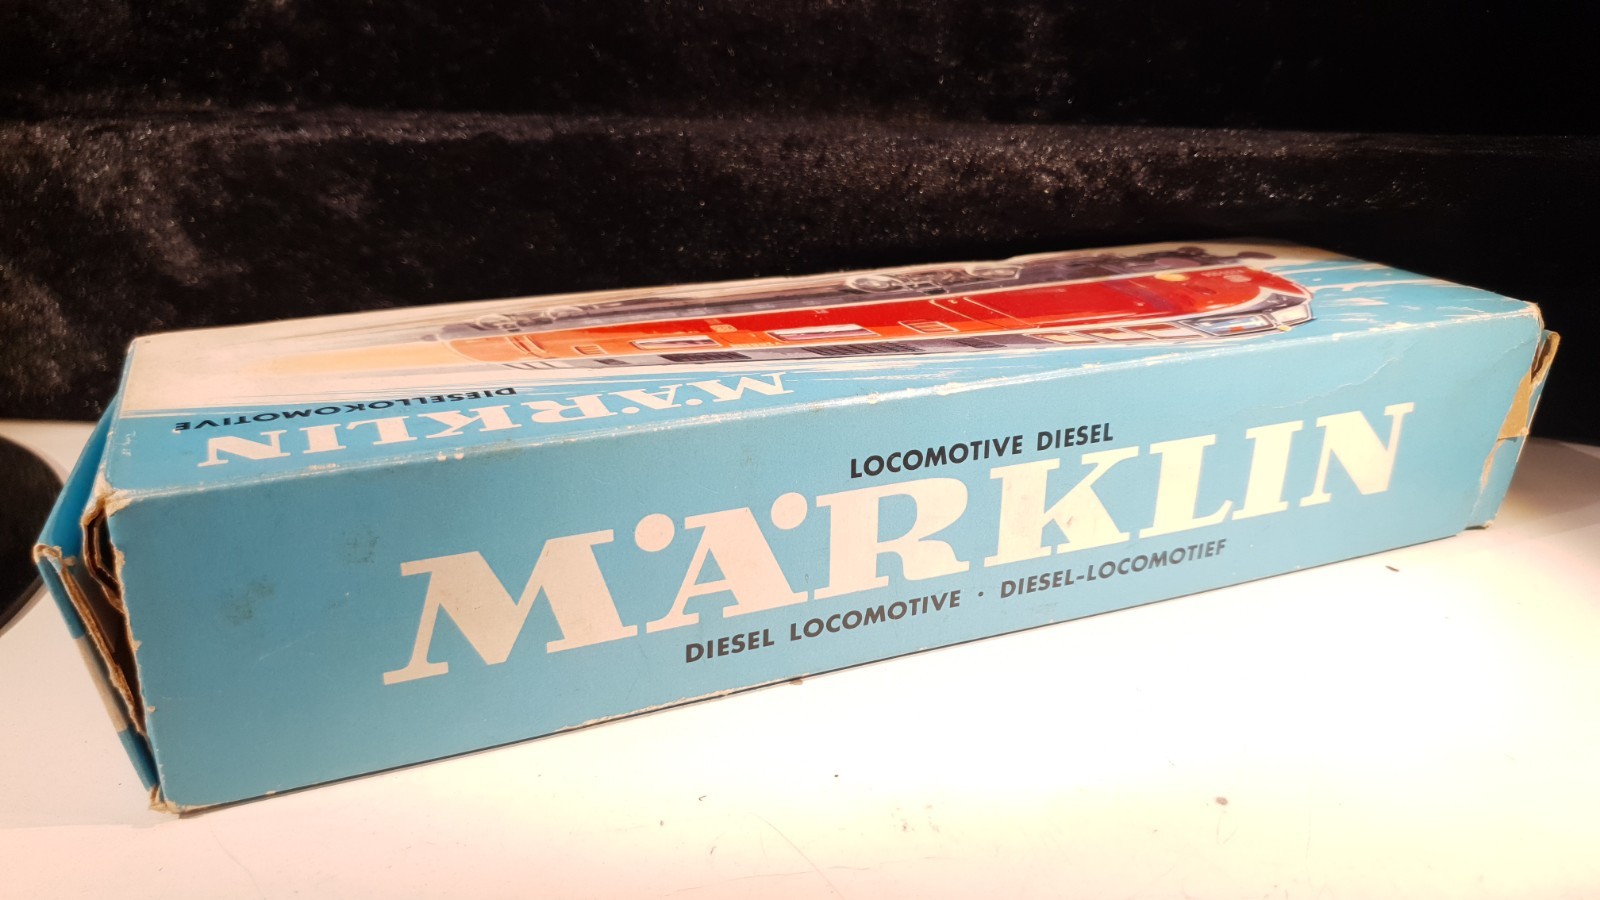 DIESELLOKOMOTIVE
MÄRKLIN
LOCOMOTIVE DIESEL
MÄRKLIN
DIESEL LOCOMOTIVE · DIESEL-LOCOMOTIEF